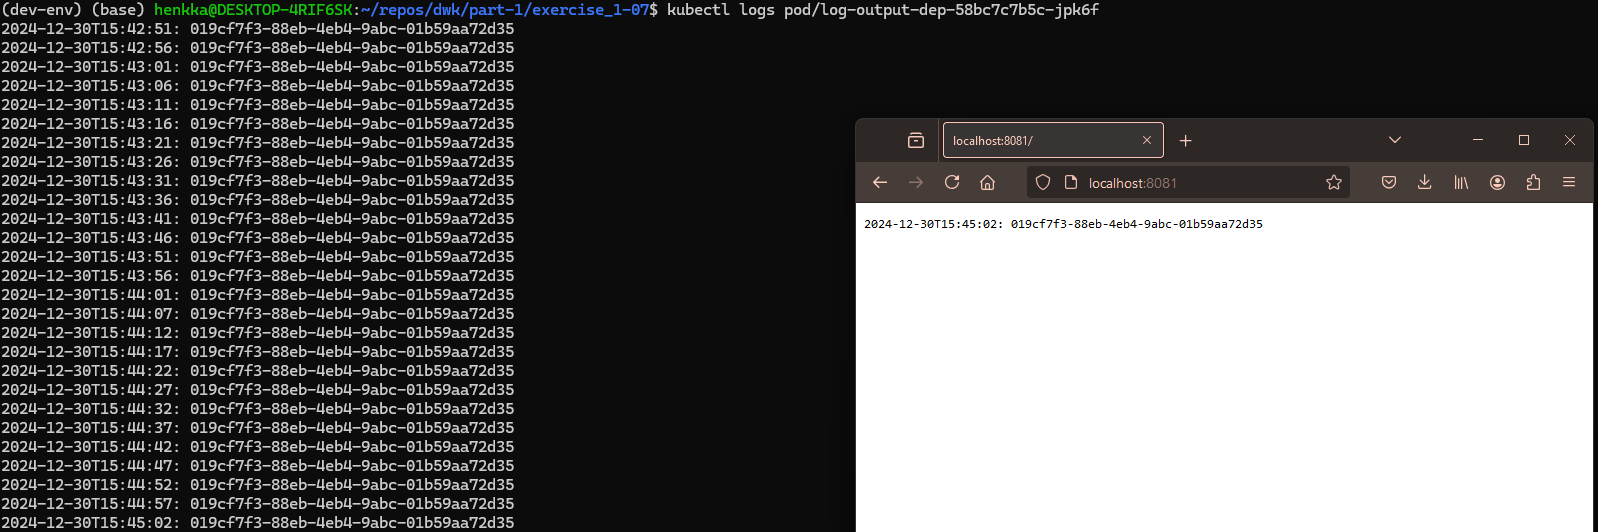 (dev-env) (base) henkka@DESKTOP-4RIF6SK:~/repos/dwk/part-1/exercise_1-07$ kubectl logs pod/log-output-dep-58bc7c7b5c-jpk6f
2024-12-30T15:42:51: 019cf7f3-88eb-4eb4-9abc-01b59aa72d35
2024-12-30T15:42:56: 019cf7f3-88eb-4eb4-9abc-01b59aa72d35
2024-12-30T15:43:01: 019cf7f3-88eb-4eb4-9abc-01b59aa72d35
2024-12-30T15:43:06: 019cf7f3-88eb-4eb4-9abc-01b59aa72d35
2024-12-30T15:43:11: 019cf7f3-88eb-4eb4-9abc-01b59aa72d35
2024-12-30T15:43:16: 019cf7f3-88eb-4eb4-9abc-01b59aa72d35
2024-12-30T15:43:21: 019cf7f3-88eb-4eb4-9abc-01b59aa72d35
2024-12-30T15:43:26: 019cf7f3-88eb-4eb4-9abc-01b59aa72d35
2024-12-30T15:43:31: 019cf7f3-88eb-4eb4-9abc-01b59aa72d35
2024-12-30T15:43:36: 019cf7f3-88eb-4eb4-9abc-01b59aa72d35
2024-12-30T15:43:41: 019cf7f3-88eb-4eb4-9abc-01b59aa72d35
2024-12-30T15:43:46: 019cf7f3-88eb-4eb4-9abc-01b59aa72d35
2024-12-30T15:43:51: 019cf7f3-88eb-4eb4-9abc-01b59aa72d35
2024-12-30T15:43:56: 019cf7f3-88eb-4eb4-9abc-01b59aa72d35
2024-12-30T15:44:01: 019cf7f3-88eb-4eb4-9abc-01b59aa72d35
2024-12-30T15:44:07: 019cf7f3-88eb-4eb4-9abc-01b59aa72d35
2024-12-30T15:44:12: 019cf7f3-88eb-4eb4-9abc-01b59aa72d35
2024-12-30T15:44:17: 019cf7f3-88eb-4eb4-9abc-01b59aa72d35
2024-12-30T15:44:22: 019cf7f3-88eb-4eb4-9abc-01b59aa72d35
2024-12-30T15:44:27: 019cf7f3-88eb-4eb4-9abc-01b59aa72d35
2024-12-30T15:44:32: 019cf7f3-88eb-4eb4-9abc-01b59aa72d35
2024-12-30T15:44:37: 019cf7f3-88eb-4eb4-9abc-01b59aa72d35
2024-12-30T15:44:42: 019cf7f3-88eb-4eb4-9abc-01b59aa72d35
2024-12-30T15:44:47: 019cf7f3-88eb-4eb4-9abc-01b59aa72d35
2024-12-30T15:44:52: 019cf7f3-88eb-4eb4-9abc-01b59aa72d35
2024-12-30T15:44:57: 019cf7f3-88eb-4eb4-9abc-01b59aa72d35
2024-12-30T15:45:02: 019cf7f3-88eb-4eb4-9abc-01b59aa72d35
localhost:8081/
localhost:8081
2024-12-30T15:45:02: 019cf7f3-88eb-4eb4-9abc-01b59aa72d35